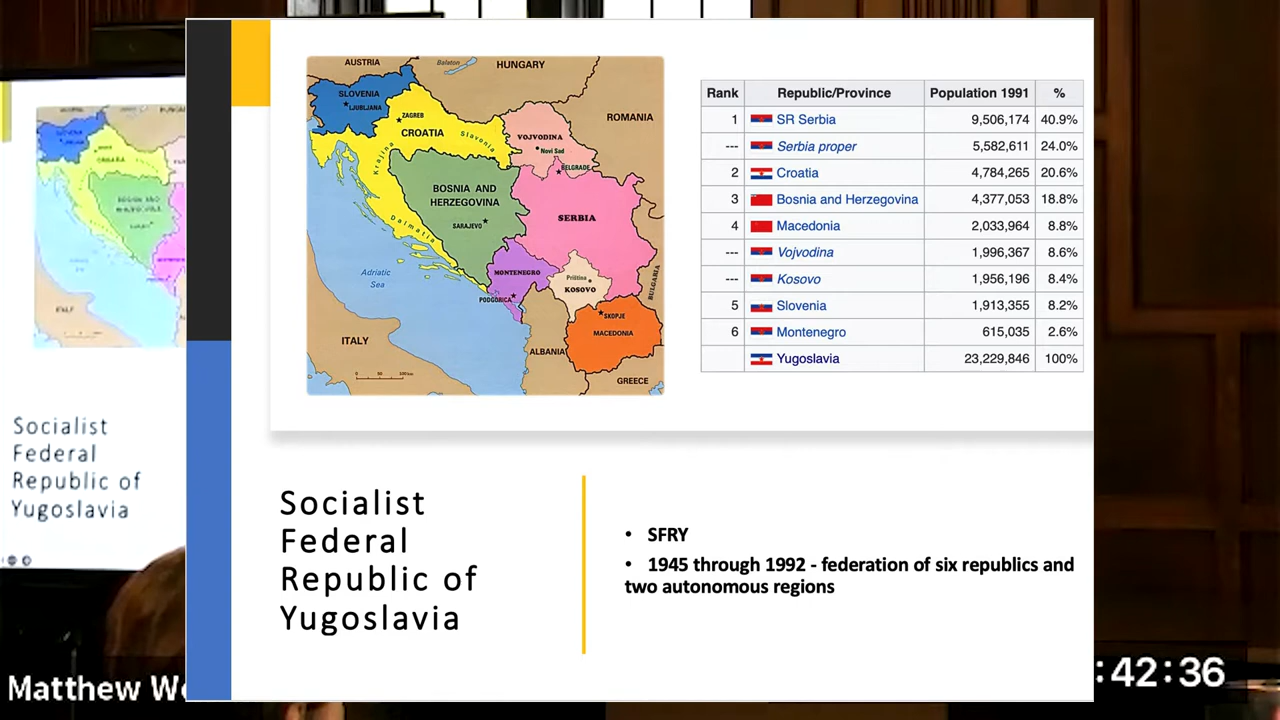 AUSTRIA
Balaton
HUNGARY
SLOVENIA
LJUBLJANA
ZAGREB
CROATIA
Slavonia
ROMANIA
VOJVODINA
Novi Sad
BELGRADE
Krajina
BOSNIA AND
HERZEGOVINA
SARAJEVO
SERBIA
Dalmatia
Adriatic
Sea
MONTENEGRO
PODGORICA
Priština
KOSOVO
BULGARIA
SKOPJE
MACEDONIA
ITALY
ALBANIA
GREECE
Rank Republic/Province Population 1991 %
1 SR Serbia 9,506,174 40.9%
--- Serbia proper 5,582,611 24.0%
2 Croatia 4,784,265 20.6%
3 Bosnia and Herzegovina 4,377,053 18.8%
4 Macedonia 2,033,964 8.8%
--- Vojvodina 1,996,367 8.6%
--- Kosovo 1,956,196 8.4%
5 Slovenia 1,913,355 8.2%
6 Montenegro 615,035 2.6%
Yugoslavia 23,229,846 100%
Socialist
Federal
Republic of
Yugoslavia
• SFRY
• 1945 through 1992 - federation of six republics and
two autonomous regions
Socialist
Federal
Republic of
Yugoslavia
Matthew
:42:36